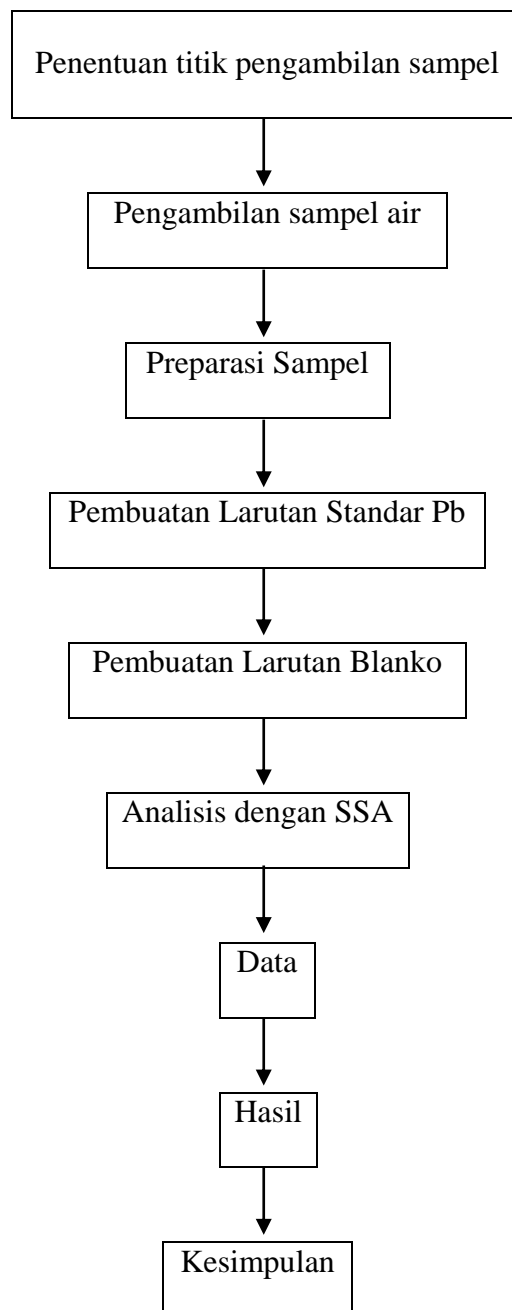 Penentuan titik pengambilan sampel
Pengambilan sampel air
Preparasi Sampel
Pembuatan Larutan Standar Pb
Pembuatan Larutan Blanko
Analisis dengan SSA
Data
Hasil
Kesimpulan